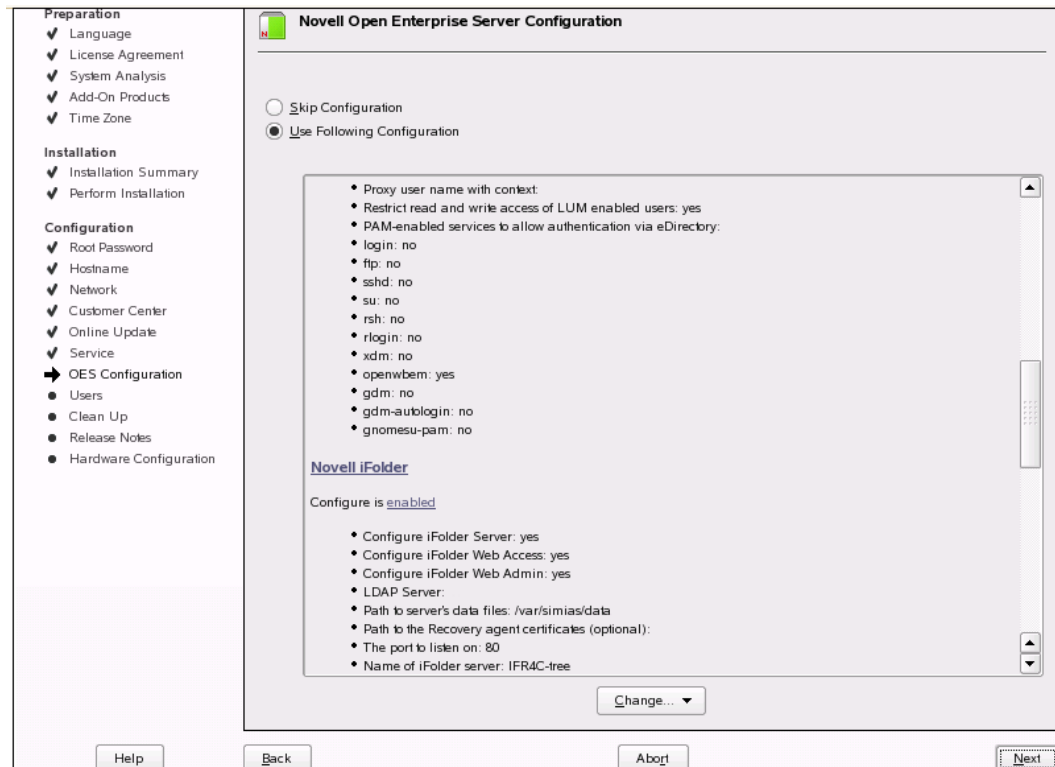 Preparation
Language
License Agreement
System Analysis
Add-On Products
Time Zone
Installation
Installation Summary
Perform Installation
Configuration
Root Password
Hostname
Network
Customer Center
Online Update
Service
OES Configuration
Users
Clean Up
Release Notes
Hardware Configuration
N
Novell Open Enterprise Server Configuration
Skip Configuration
Use Following Configuration
Proxy user name with context:
Restrict read and write access of LUM enabled users: yes
PAM-enabled services to allow authentication via eDirectory:
login: no
ftp: no
sshd: no
su: no
rsh: no
rlogin: no
xdm: no
openwbem: yes
gdm: no
gdm-autologin: no
gnomesu-pam: no
Novell iFolder
Configure is enabled
Configure iFolder Server: yes
Configure iFolder Web Access: yes
Configure iFolder Web Admin: yes
LDAP Server:
Path to server's data files: /var/simias/data
Path to the Recovery agent certificates (optional):
The port to listen on: 80
Name of iFolder server: IFR4C-tree
Change...
Help
Back
Abort
Next